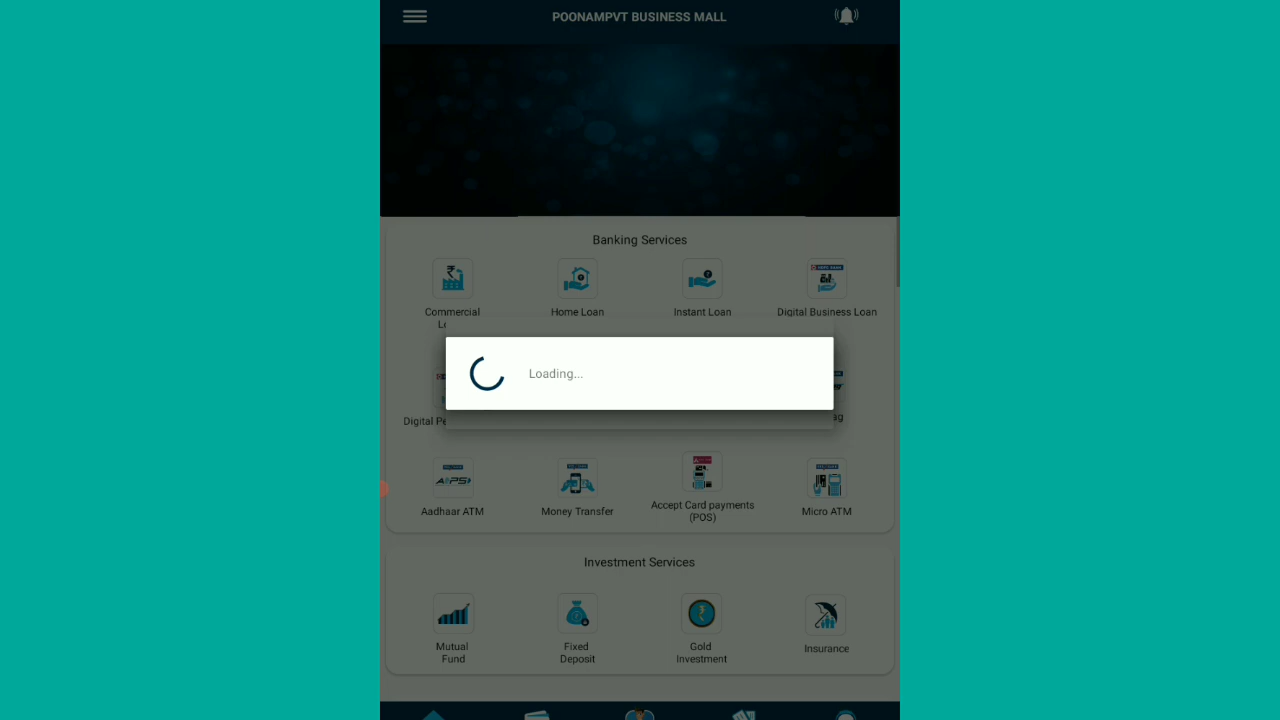 POONAMPVT BUSINESS MALL
Banking Services
Commercial
Home Loan
Instant Loan
Digital Business Loan
Loading...
Digital
Aadhaar ATM
Money Transfer
Accept Card payments
(POS)
Micro ATM
Investment Services
Mutual
Fund
Fixed
Deposit
Gold
Investment
Insurance